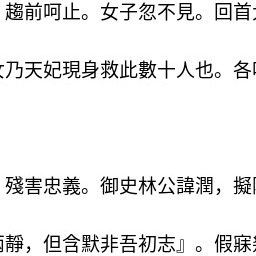 趨前呵止。女子忽不見。回首
乃天妃現身救此數十人也。各
殘害忠義。御史林公諱潤，擬
靜，但含默非吾初志』。假寐